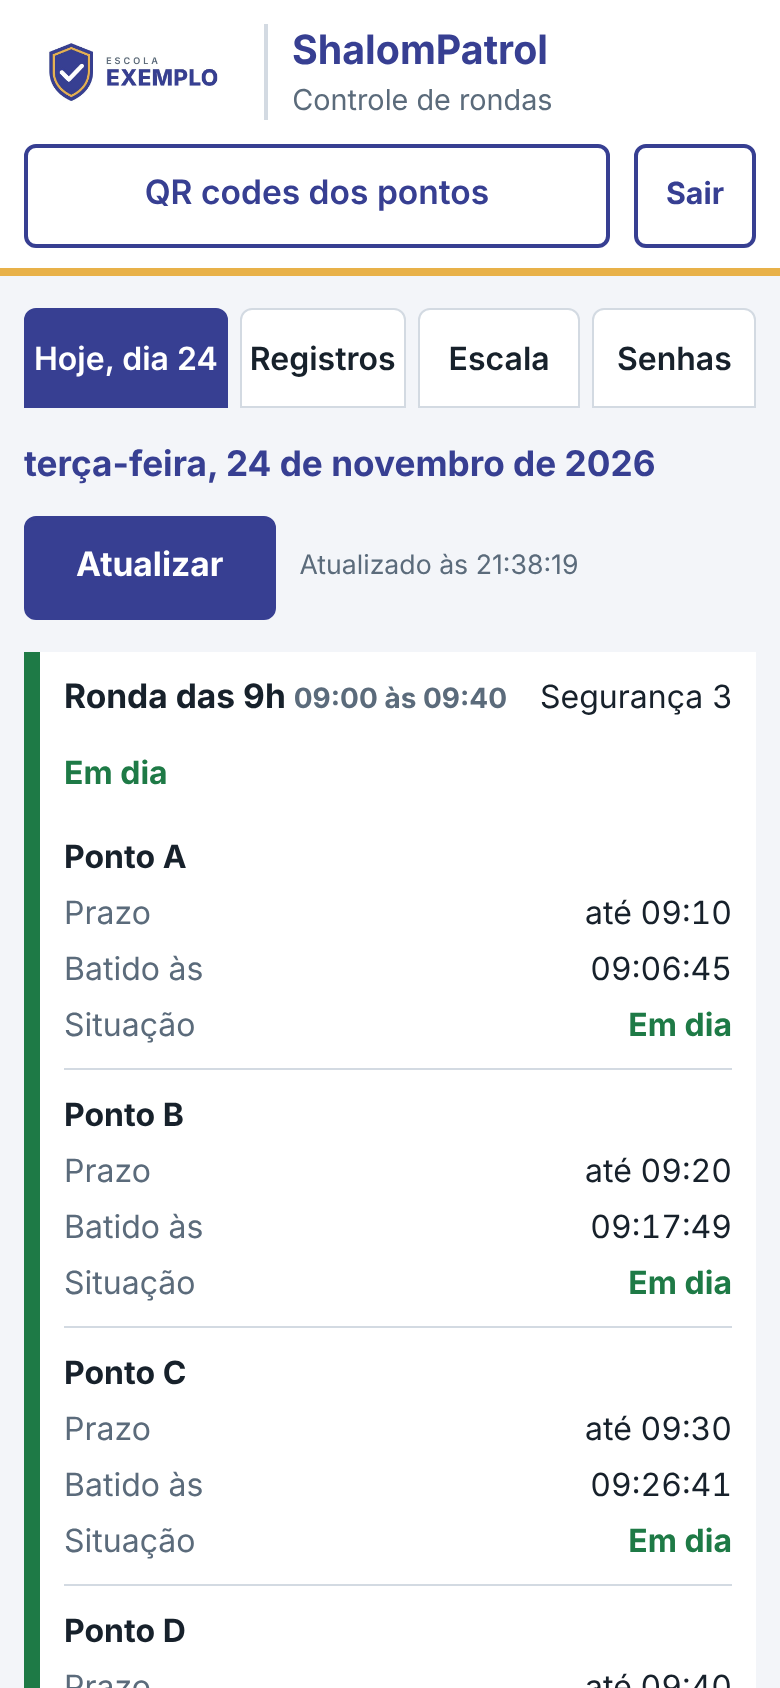 ESCOLA
EXEMPLO
ShalomPatrol
Controle de rondas
QR codes dos pontos
Sair
Hoje, dia 24
Registros
Escala
Senhas
terça-feira, 24 de novembro de 2026
Atualizar
Atualizado às 21:38:19
Ronda das 9h 09:00 às 09:40 Segurança 3
Em dia
Ponto A
Prazo até 09:10
Batido às 09:06:45
Situação Em dia
Ponto B
Prazo até 09:20
Batido às 09:17:49
Situação Em dia
Ponto C
Prazo até 09:30
Batido às 09:26:41
Situação Em dia
Ponto D
Prazo até 09:40